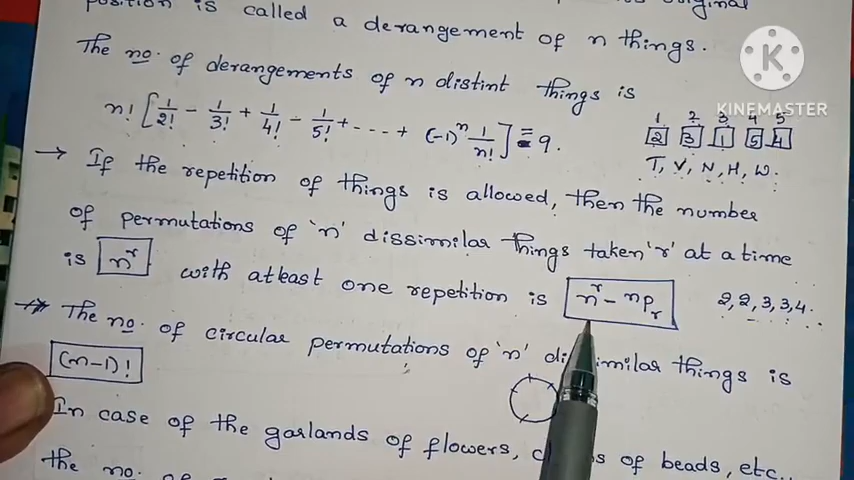 position is called a derangement of n things.
The no. of derangements of n distint things is
n! [1/2! - 1/3! + 1/4! - 1/5! + ---- + (-1)^n 1/n!] = 9.
1 2 3 4 5
2 3 1 5 4
T, V, N, H, W.
→ If the repetition of things is allowed, then the number
of permutations of 'n' dissimilar things taken 'r' at a time
is n^r with atleast one repetition is n^r - nPr
2, 2, 3, 3, 4.
→ The no. of circular permutations of 'n' things is
(n-1)!
In case of the garlands of flowers, of beads, etc..
the no. of
K
KINEMASTER